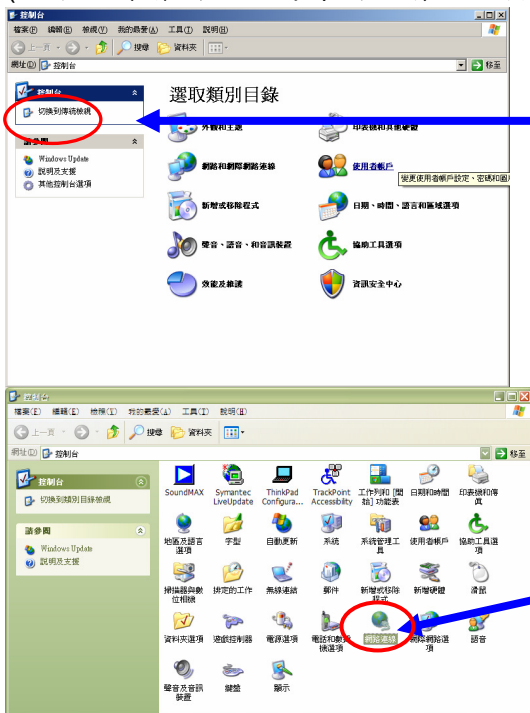 控制台
檔案(F) 編輯(E) 檢視(V) 我的最愛(A) 工具(T) 說明(H)
上一頁 搜尋 資料夾
網址(D) 控制台 移至
控制台
切換到傳統檢視
請參閱
Windows Update
說明及支援
其他控制台選項
選取類別目錄
外觀和主題 印表機和其他硬體
網路和網際網路連線 使用者帳戶
變更使用者帳戶設定、密碼和圖
新增或移除程式 日期、時間、語言和區域選項
聲音、語音、和音訊裝置 協助工具選項
效能及維護 資訊安全中心
控制台
檔案(F) 編輯(E) 檢視(V) 我的最愛(A) 工具(T) 說明(H)
上一頁 搜尋 資料夾
網址(D) 控制台 移至
控制台
切換到類別目錄檢視
請參閱
Windows Update
說明及支援
SoundMAX Symantec LiveUpdate ThinkPad Configura... TrackPoint Accessibility 工作列和 [開始] 功能表 日期和時間 印表機和傳真
地區及語言選項 字型 自動更新 系統 系統管理工具 使用者帳戶 協助工具選項
掃描器與數位相機 排定的工作 無線連結 郵件 新增或移除程式 新增硬體 滑鼠
資料夾選項 遊戲控制器 電源選項 電話和數據機選項 網路連線 網際網路選項 語音
聲音及音訊裝置 鍵盤 顯示